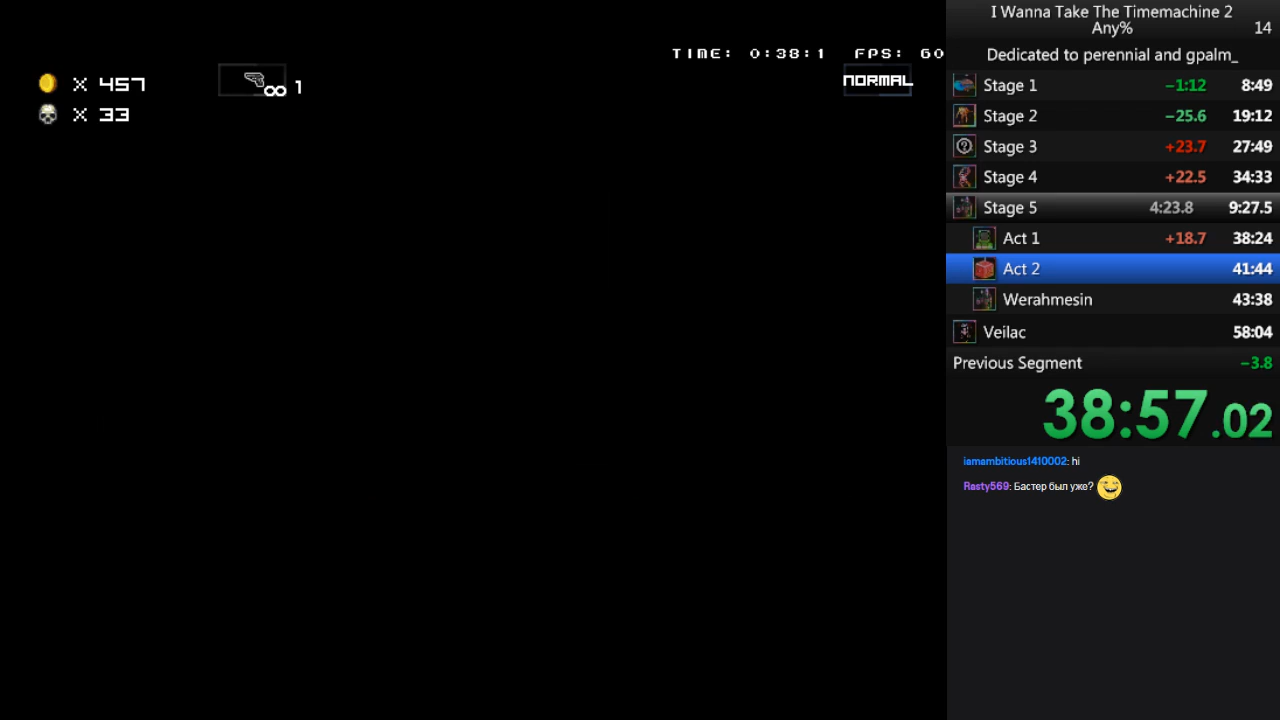 TIME: 0:38:1 FPS: 60
x 457
∞ 1
NORMAL
x 33
I Wanna Take The Timemachine 2
Any% 14
Dedicated to perennial and gpalm_
Stage 1 −1:12 8:49
Stage 2 −25.6 19:12
Stage 3 +23.7 27:49
Stage 4 +22.5 34:33
Stage 5 4:23.8 9:27.5
Act 1 +18.7 38:24
Act 2 41:44
Werahmesin 43:38
Veilac 58:04
Previous Segment −3.8
38:57.02
iamambitious1410002: hi
Rasty569: Бастер был уже?